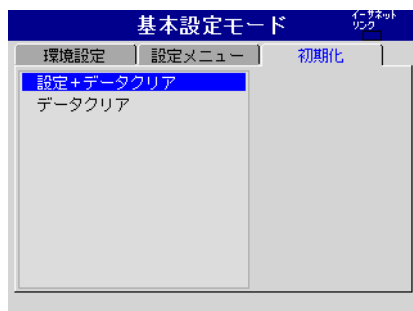 基本設定モード
イーサネット
リンク
環境設定
設定メニュー
初期化
設定+データクリア
データクリア